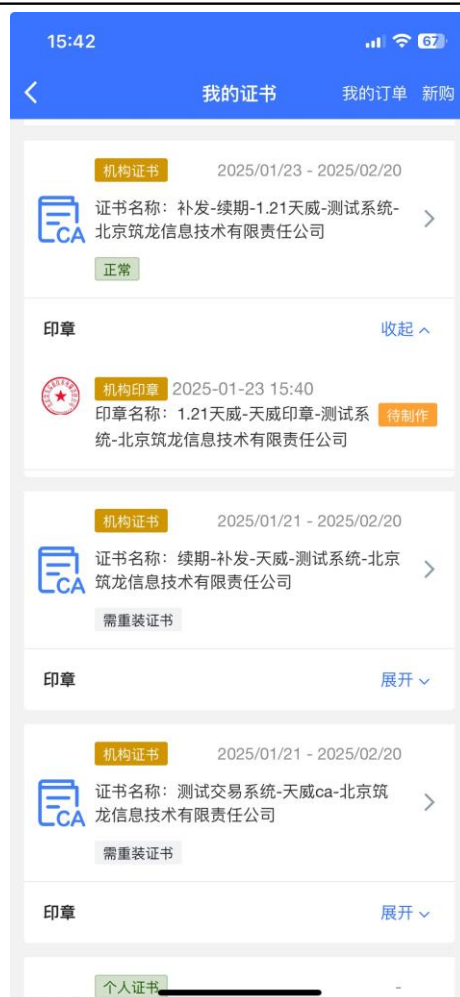 15:42
67
我的证书 我的订单 新购
机构证书 2025/01/23 - 2025/02/20
证书名称：补发-续期-1.21天威-测试系统-
北京筑龙信息技术有限责任公司
CA
正常
印章 收起
机构印章 2025-01-23 15:40
印章名称：1.21天威-天威印章-测试系
统-北京筑龙信息技术有限责任公司
待制作
机构证书 2025/01/21 - 2025/02/20
证书名称：续期-补发-天威-测试系统-北京
筑龙信息技术有限责任公司
CA
需重装证书
印章 展开
机构证书 2025/01/21 - 2025/02/20
证书名称：测试交易系统-天威ca-北京筑
龙信息技术有限责任公司
CA
需重装证书
印章 展开
个人证书 -